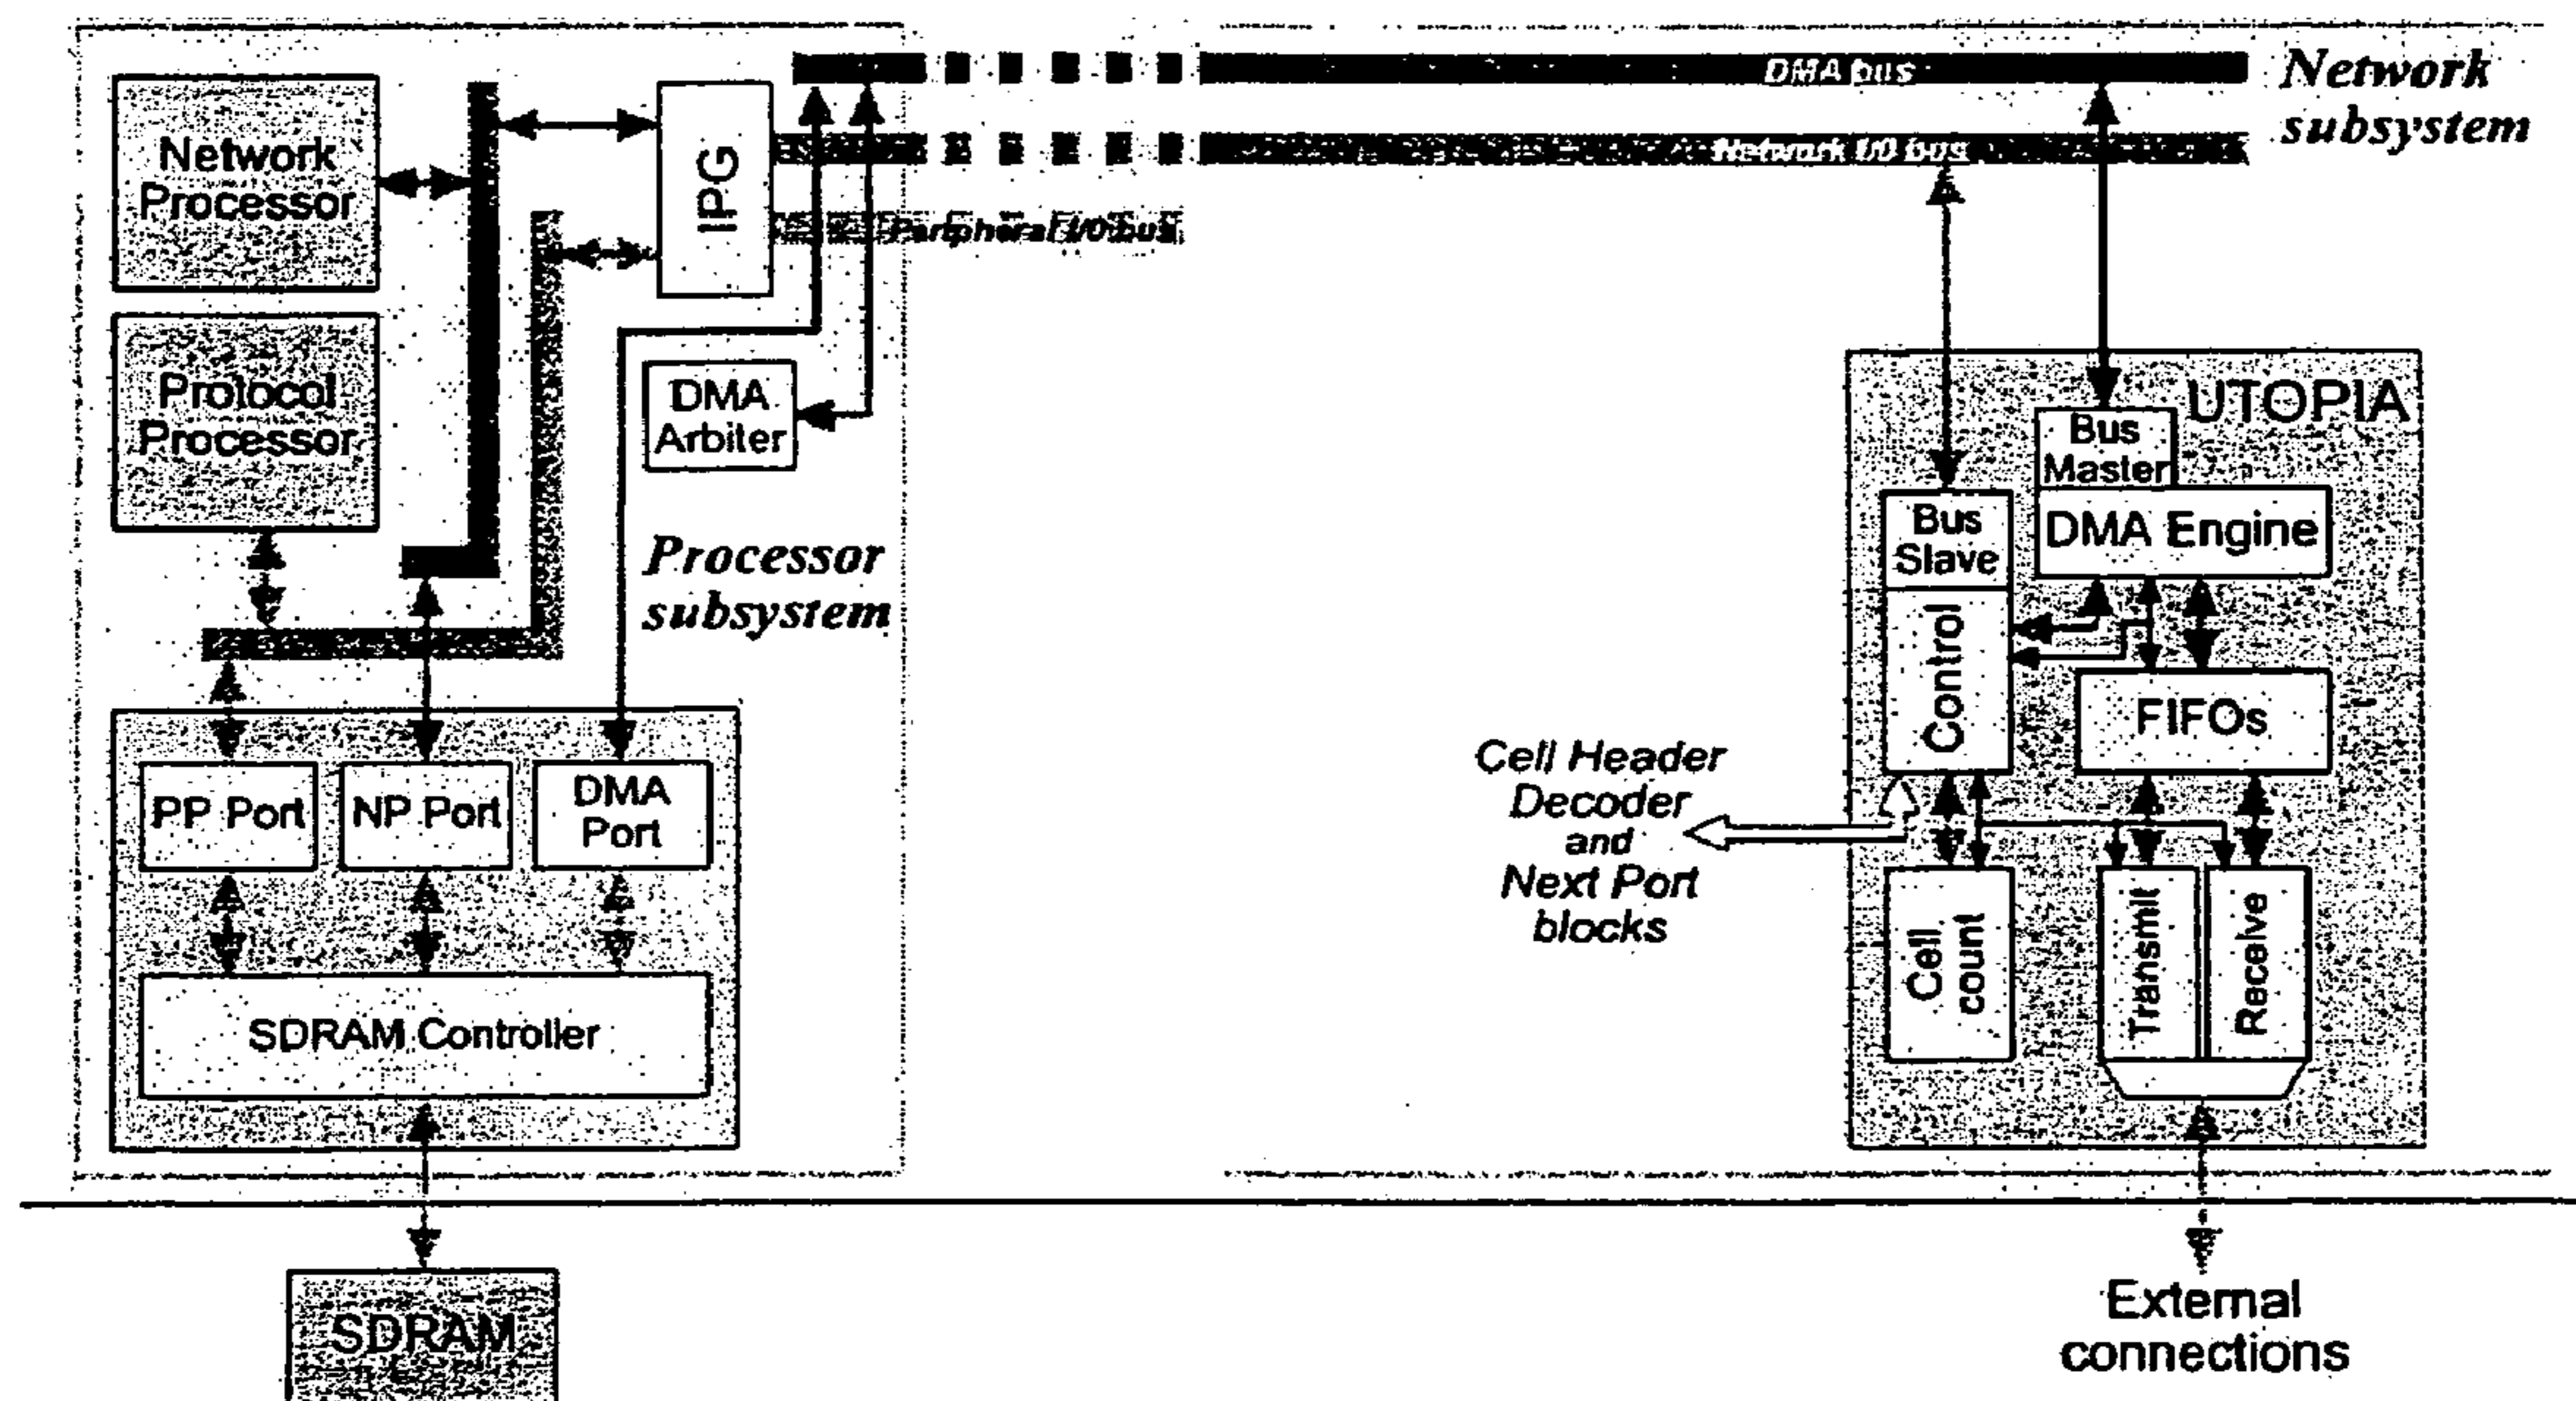 DMA bus
Network
subsystem
Network I/O bus
Network
Processor
IPG
Peripheral I/O bus
Protocol
Processor
DMA
Arbiter
Processor
subsystem
UTOPIA
Bus
Master
Bus
Slave
DMA Engine
Control
FIFOs
PP Port
NP Port
DMA
Port
Cell Header
Decoder
and
Next Port
blocks
Cell
count
Transmit
Receive
SDRAM Controller
SDRAM
External
connections